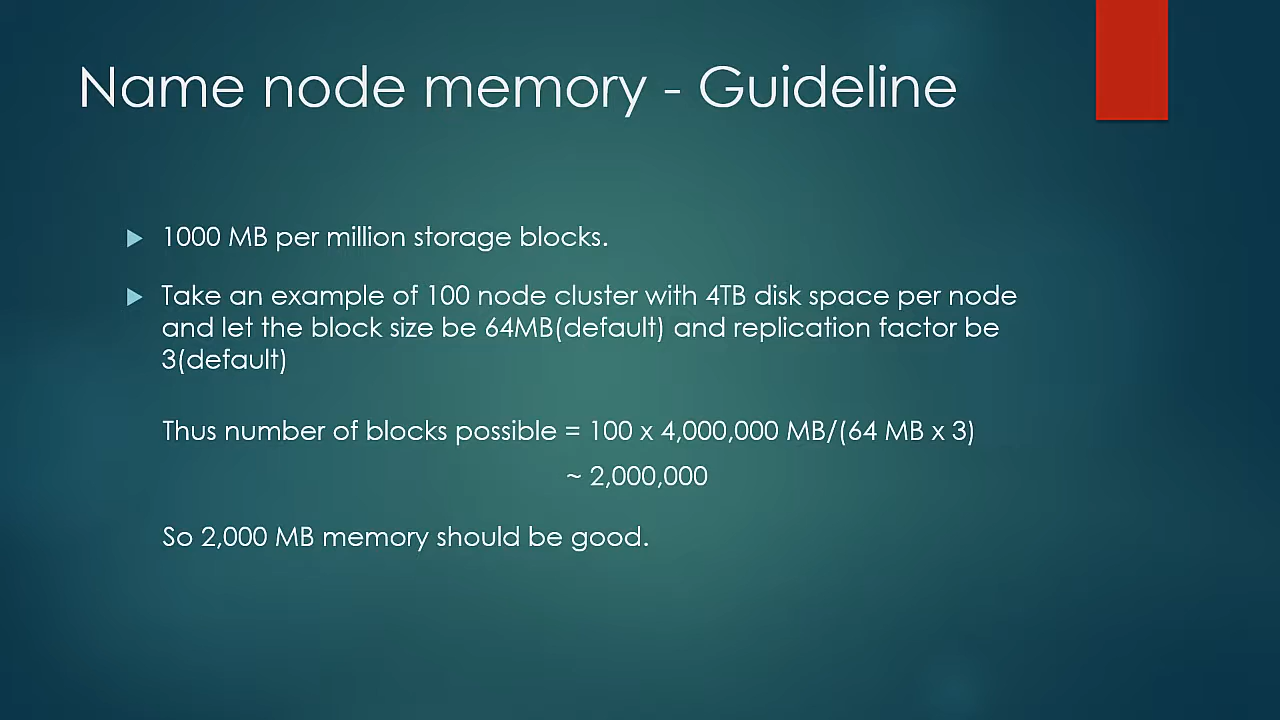 Name node memory - Guideline
1000 MB per million storage blocks.
Take an example of 100 node cluster with 4TB disk space per node
and let the block size be 64MB(default) and replication factor be
3(default)
Thus number of blocks possible = 100 x 4,000,000 MB/(64 MB x 3)
~ 2,000,000
So 2,000 MB memory should be good.